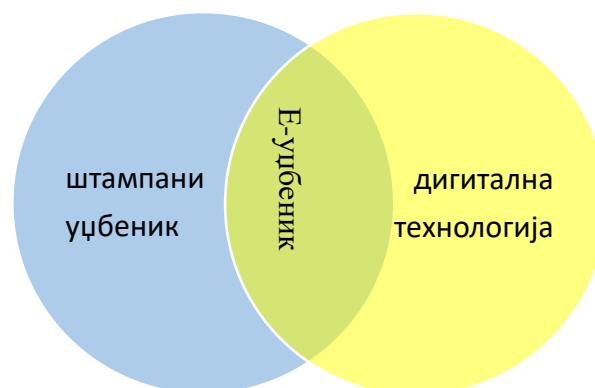 штампани
уџбеник
Е-уџбеник
дигитална
технологија